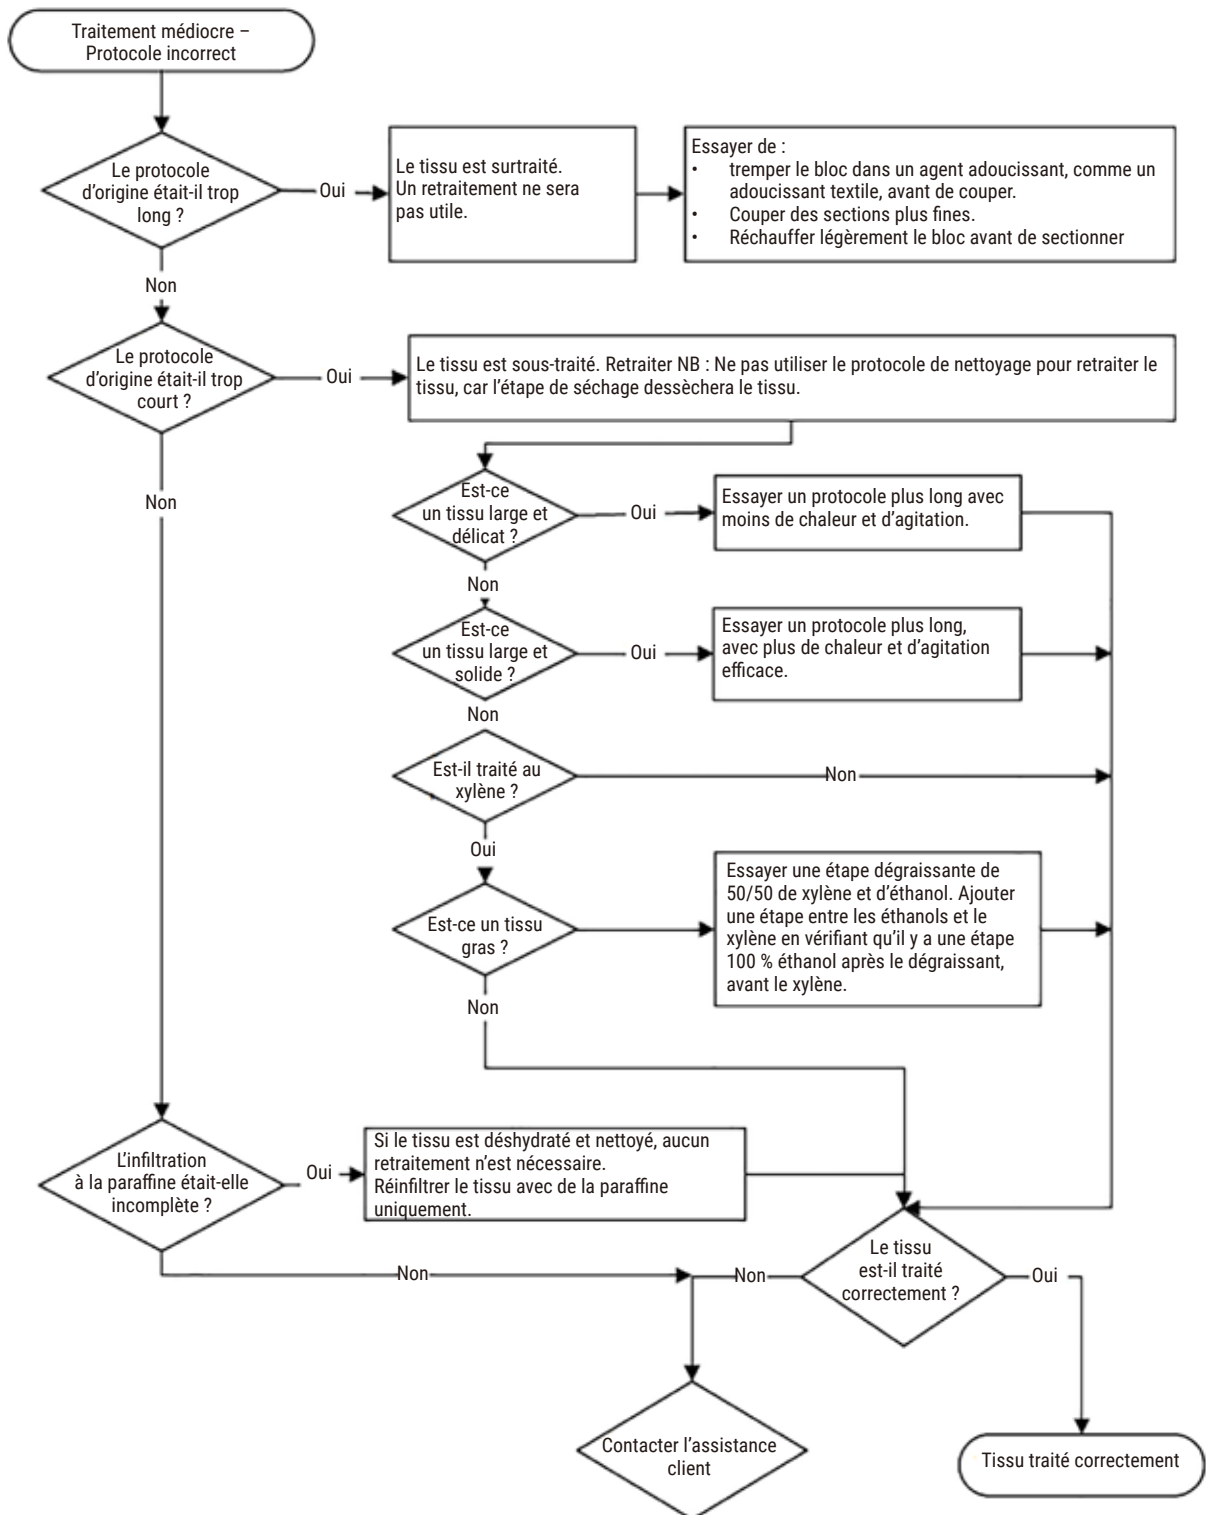 Traitement médiocre –
Protocole incorrect
Le protocole
d'origine était-il trop
long ?
Oui
Le tissu est surtraité.
Un retraitement ne sera
pas utile.
Essayer de :
• tremper le bloc dans un agent adoucissant, comme un
adoucissant textile, avant de couper.
• Couper des sections plus fines.
• Réchauffer légèrement le bloc avant de sectionner
Non
Le protocole
d'origine était-il trop
court ?
Oui
Le tissu est sous-traité. Retraiter NB : Ne pas utiliser le protocole de nettoyage pour retraiter le
tissu, car l'étape de séchage dessèchera le tissu.
Non
Est-ce
un tissu large et
délicat ?
Oui
Essayer un protocole plus long avec
moins de chaleur et d'agitation.
Non
Est-ce
un tissu large et
solide ?
Oui
Essayer un protocole plus long,
avec plus de chaleur et d'agitation
efficace.
Non
Est-il traité au
xylène ?
Non
Oui
Est-ce un tissu
gras ?
Essayer une étape dégraissante de
50/50 de xylène et d'éthanol. Ajouter
une étape entre les éthanols et le
xylène en vérifiant qu'il y a une étape
100 % éthanol après le dégraissant,
avant le xylène.
Non
L'infiltration
à la paraffine était-elle
incomplète ?
Oui
Si le tissu est déshydraté et nettoyé, aucun
retraitement n'est nécessaire.
Réinfiltrer le tissu avec de la paraffine
uniquement.
Non
Le tissu
est-il traité
correctement ?
Non
Oui
Contacter l'assistance
client
Tissu traité correctement